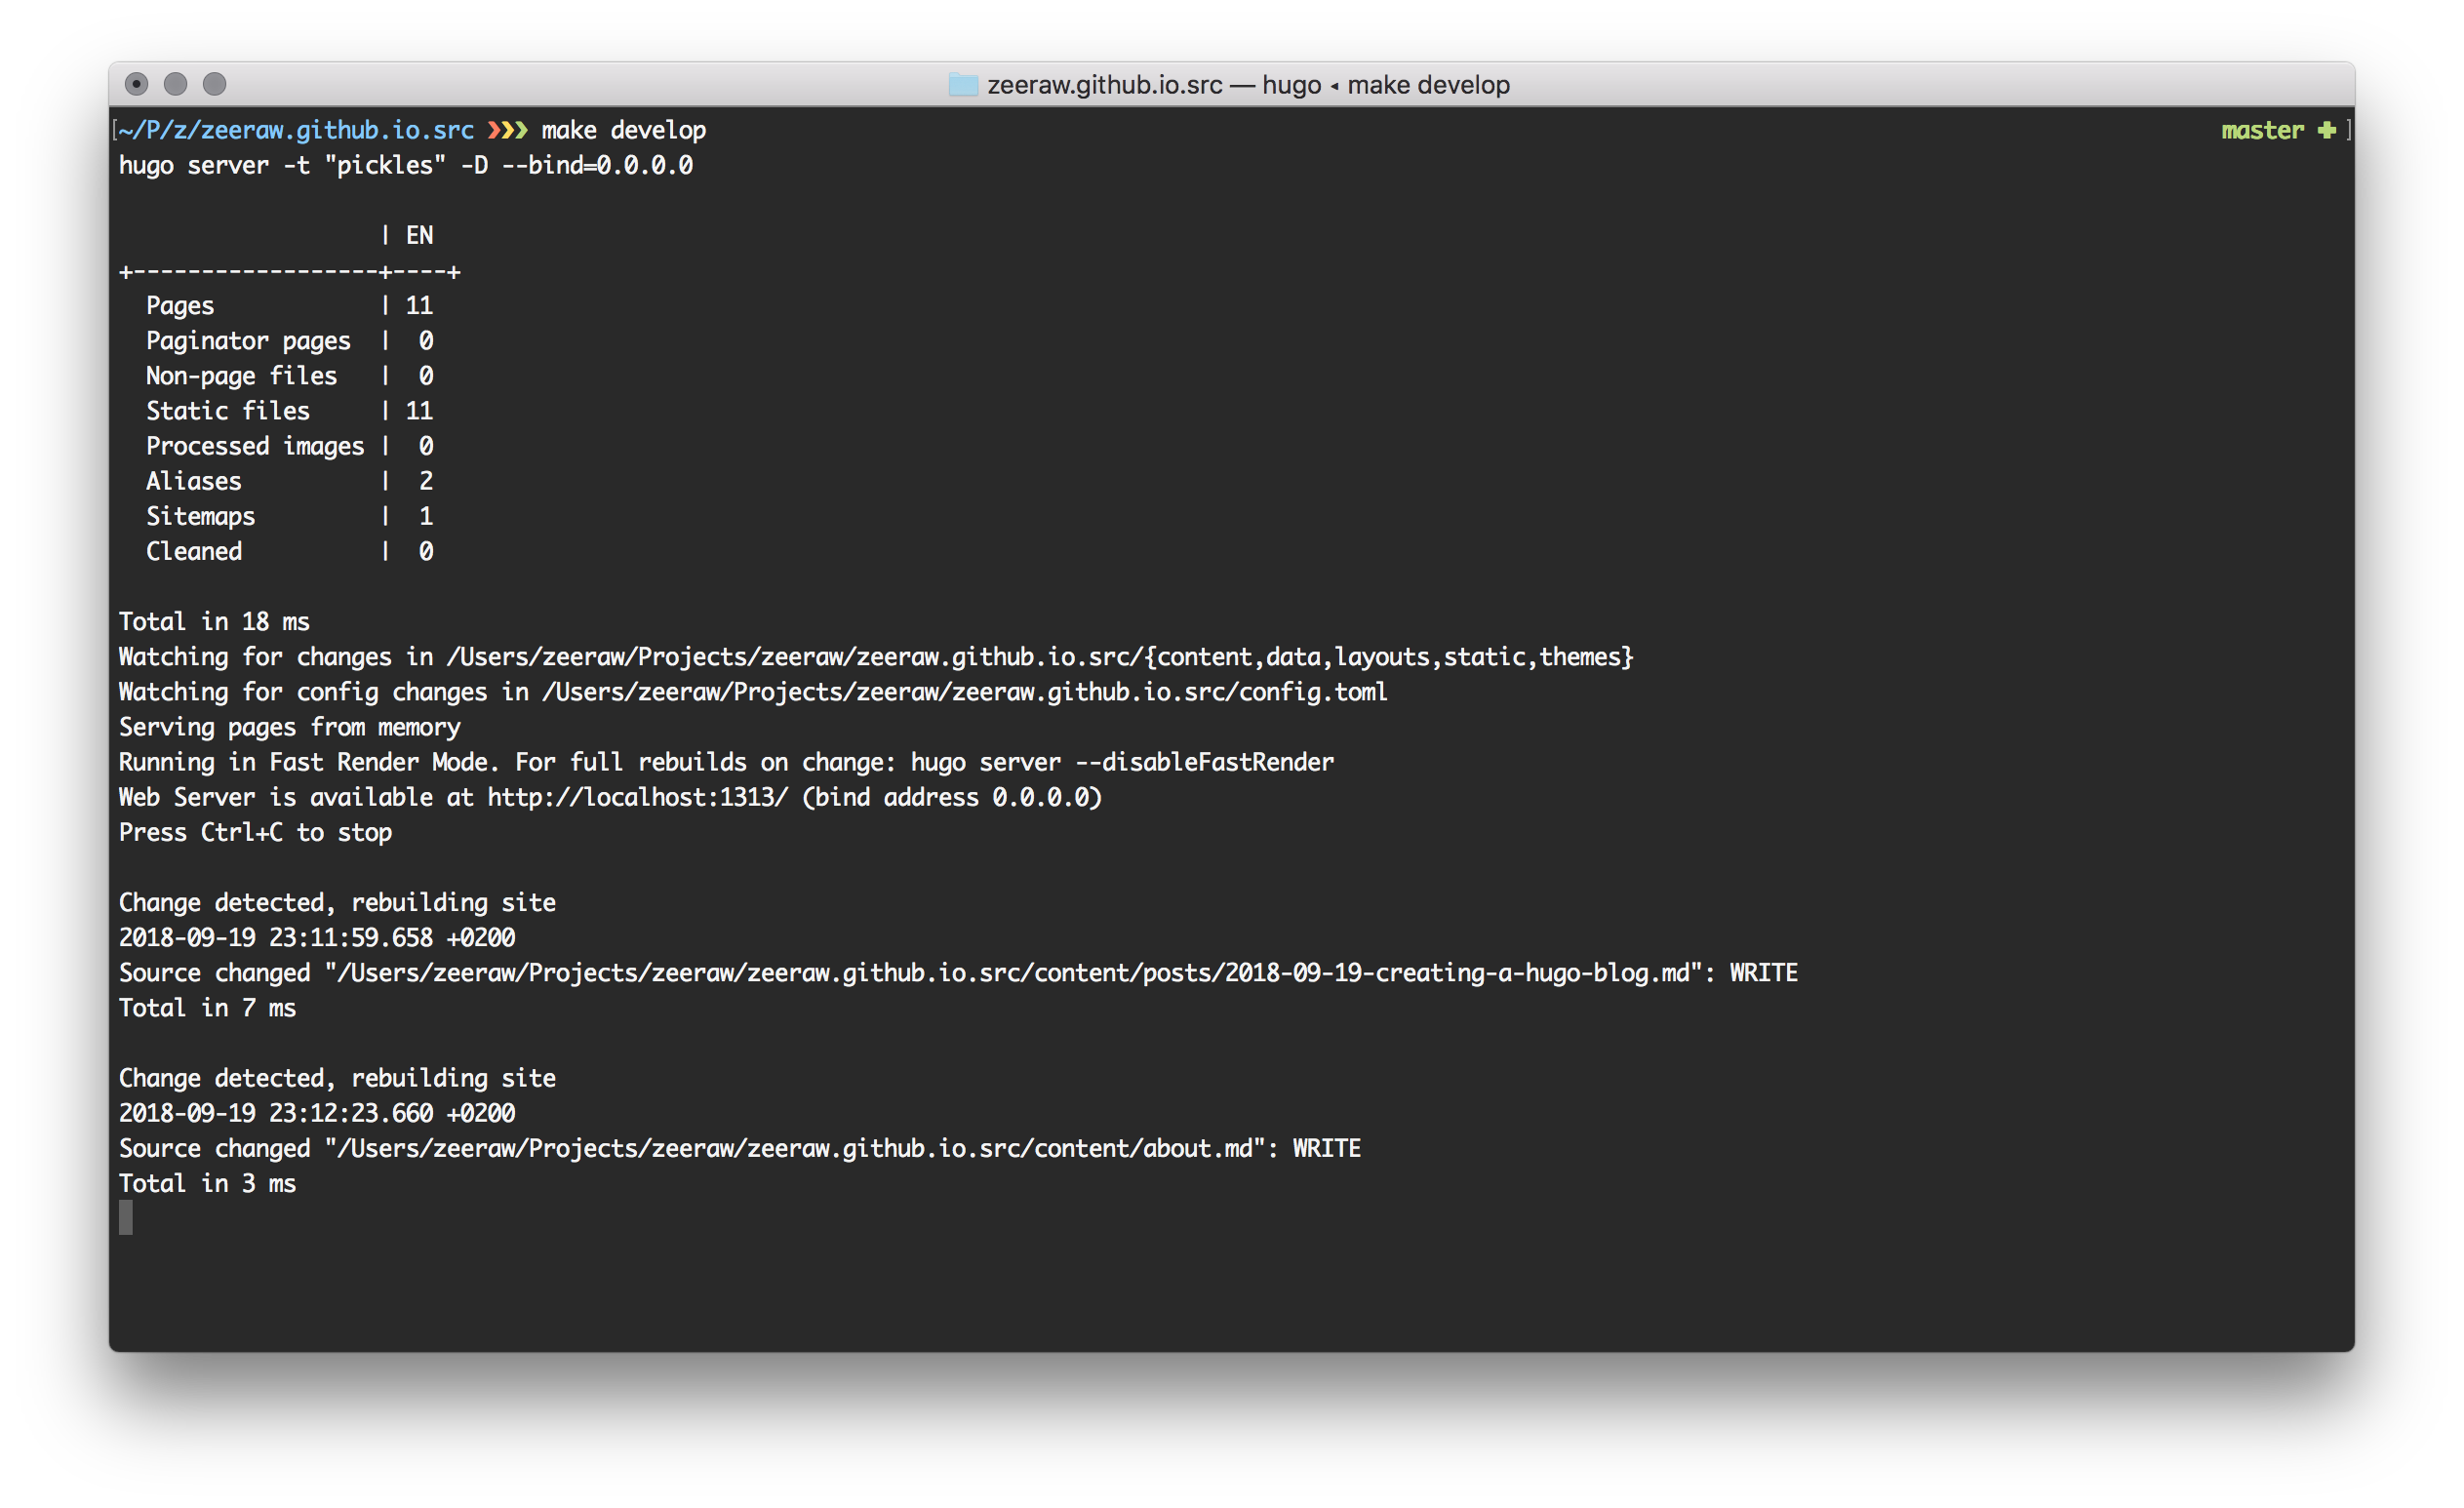 zeeraw.github.io.src — hugo ◂ make develop
[~/P/z/zeeraw.github.io.src ❯❯❯ make develop master ✚ ]
hugo server -t "pickles" -D --bind=0.0.0.0
| EN
+------------------+----+
Pages | 11
Paginator pages | 0
Non-page files | 0
Static files | 11
Processed images | 0
Aliases | 2
Sitemaps | 1
Cleaned | 0
Total in 18 ms
Watching for changes in /Users/zeeraw/Projects/zeeraw/zeeraw.github.io.src/{content,data,layouts,static,themes}
Watching for config changes in /Users/zeeraw/Projects/zeeraw/zeeraw.github.io.src/config.toml
Serving pages from memory
Running in Fast Render Mode. For full rebuilds on change: hugo server --disableFastRender
Web Server is available at http://localhost:1313/ (bind address 0.0.0.0)
Press Ctrl+C to stop
Change detected, rebuilding site
2018-09-19 23:11:59.658 +0200
Source changed "/Users/zeeraw/Projects/zeeraw/zeeraw.github.io.src/content/posts/2018-09-19-creating-a-hugo-blog.md": WRITE
Total in 7 ms
Change detected, rebuilding site
2018-09-19 23:12:23.660 +0200
Source changed "/Users/zeeraw/Projects/zeeraw/zeeraw.github.io.src/content/about.md": WRITE
Total in 3 ms